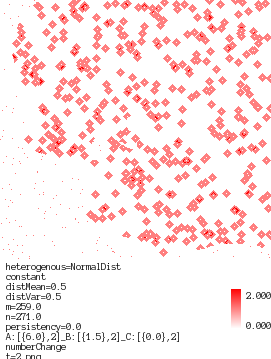 heterogenous=NormalDist
constant
distMean=0.5
distVar=0.5
m=259.0
n=271.0
persistency=0.0
A:[{6.0},2]_B:[{1.5},2]_C:[{0.0},2]
numberChange
t=2.png
2.000
0.000